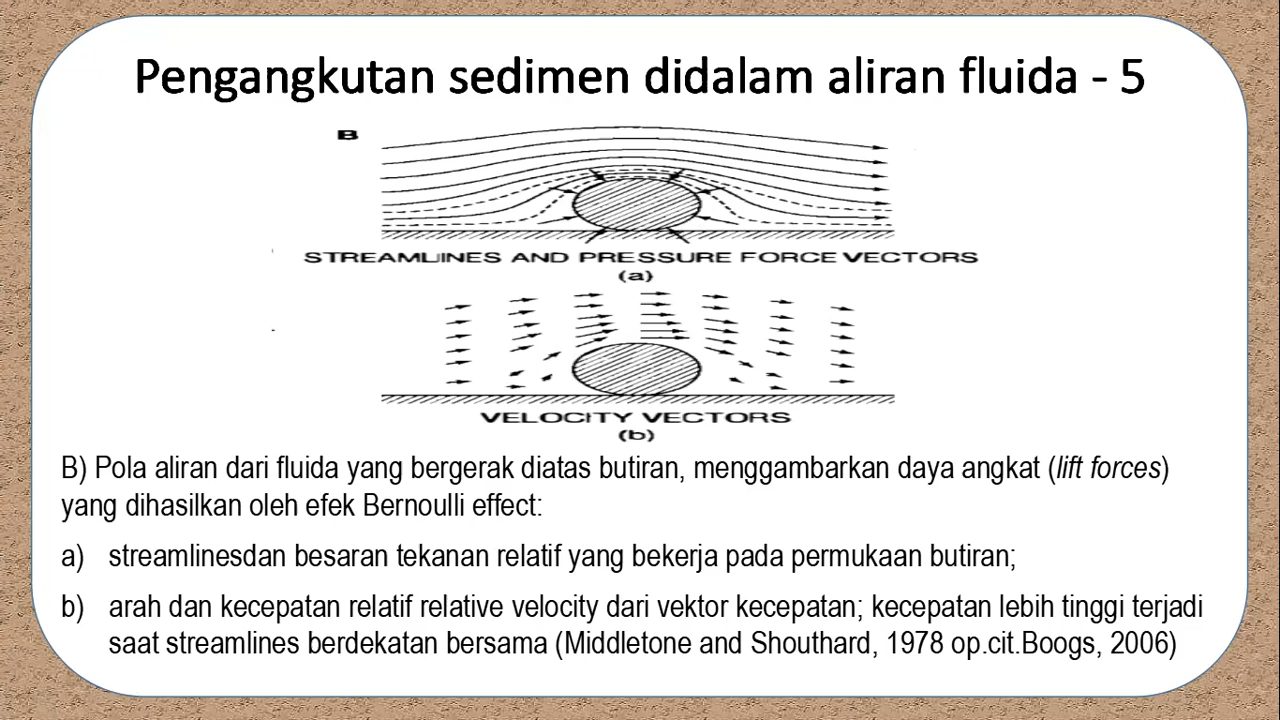 Pengangkutan sedimen didalam aliran fluida - 5
B
STREAMLINES AND PRESSURE FORCE VECTORS
(a)
VELOCITY VECTORS
(b)
B) Pola aliran dari fluida yang bergerak diatas butiran, menggambarkan daya angkat (lift forces)
yang dihasilkan oleh efek Bernoulli effect:
a) streamlinesdan besaran tekanan relatif yang bekerja pada permukaan butiran;
b) arah dan kecepatan relatif relative velocity dari vektor kecepatan; kecepatan lebih tinggi terjadi
saat streamlines berdekatan bersama (Middletone and Shouthard, 1978 op.cit.Boogs, 2006)